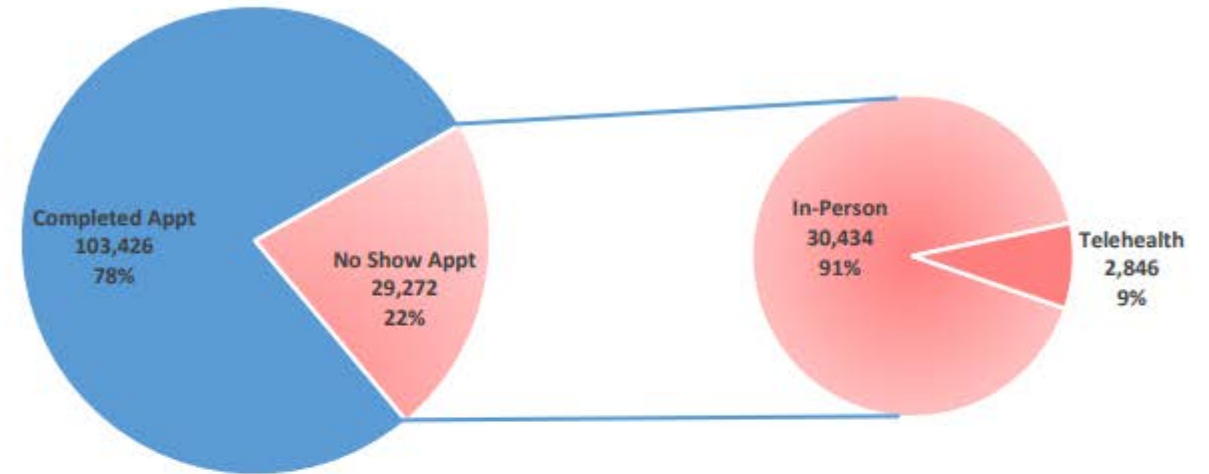 Completed Appt
103,426
78%
No Show Appt
29,272
22%
In-Person
30,434
91%
Telehealth
2,846
9%